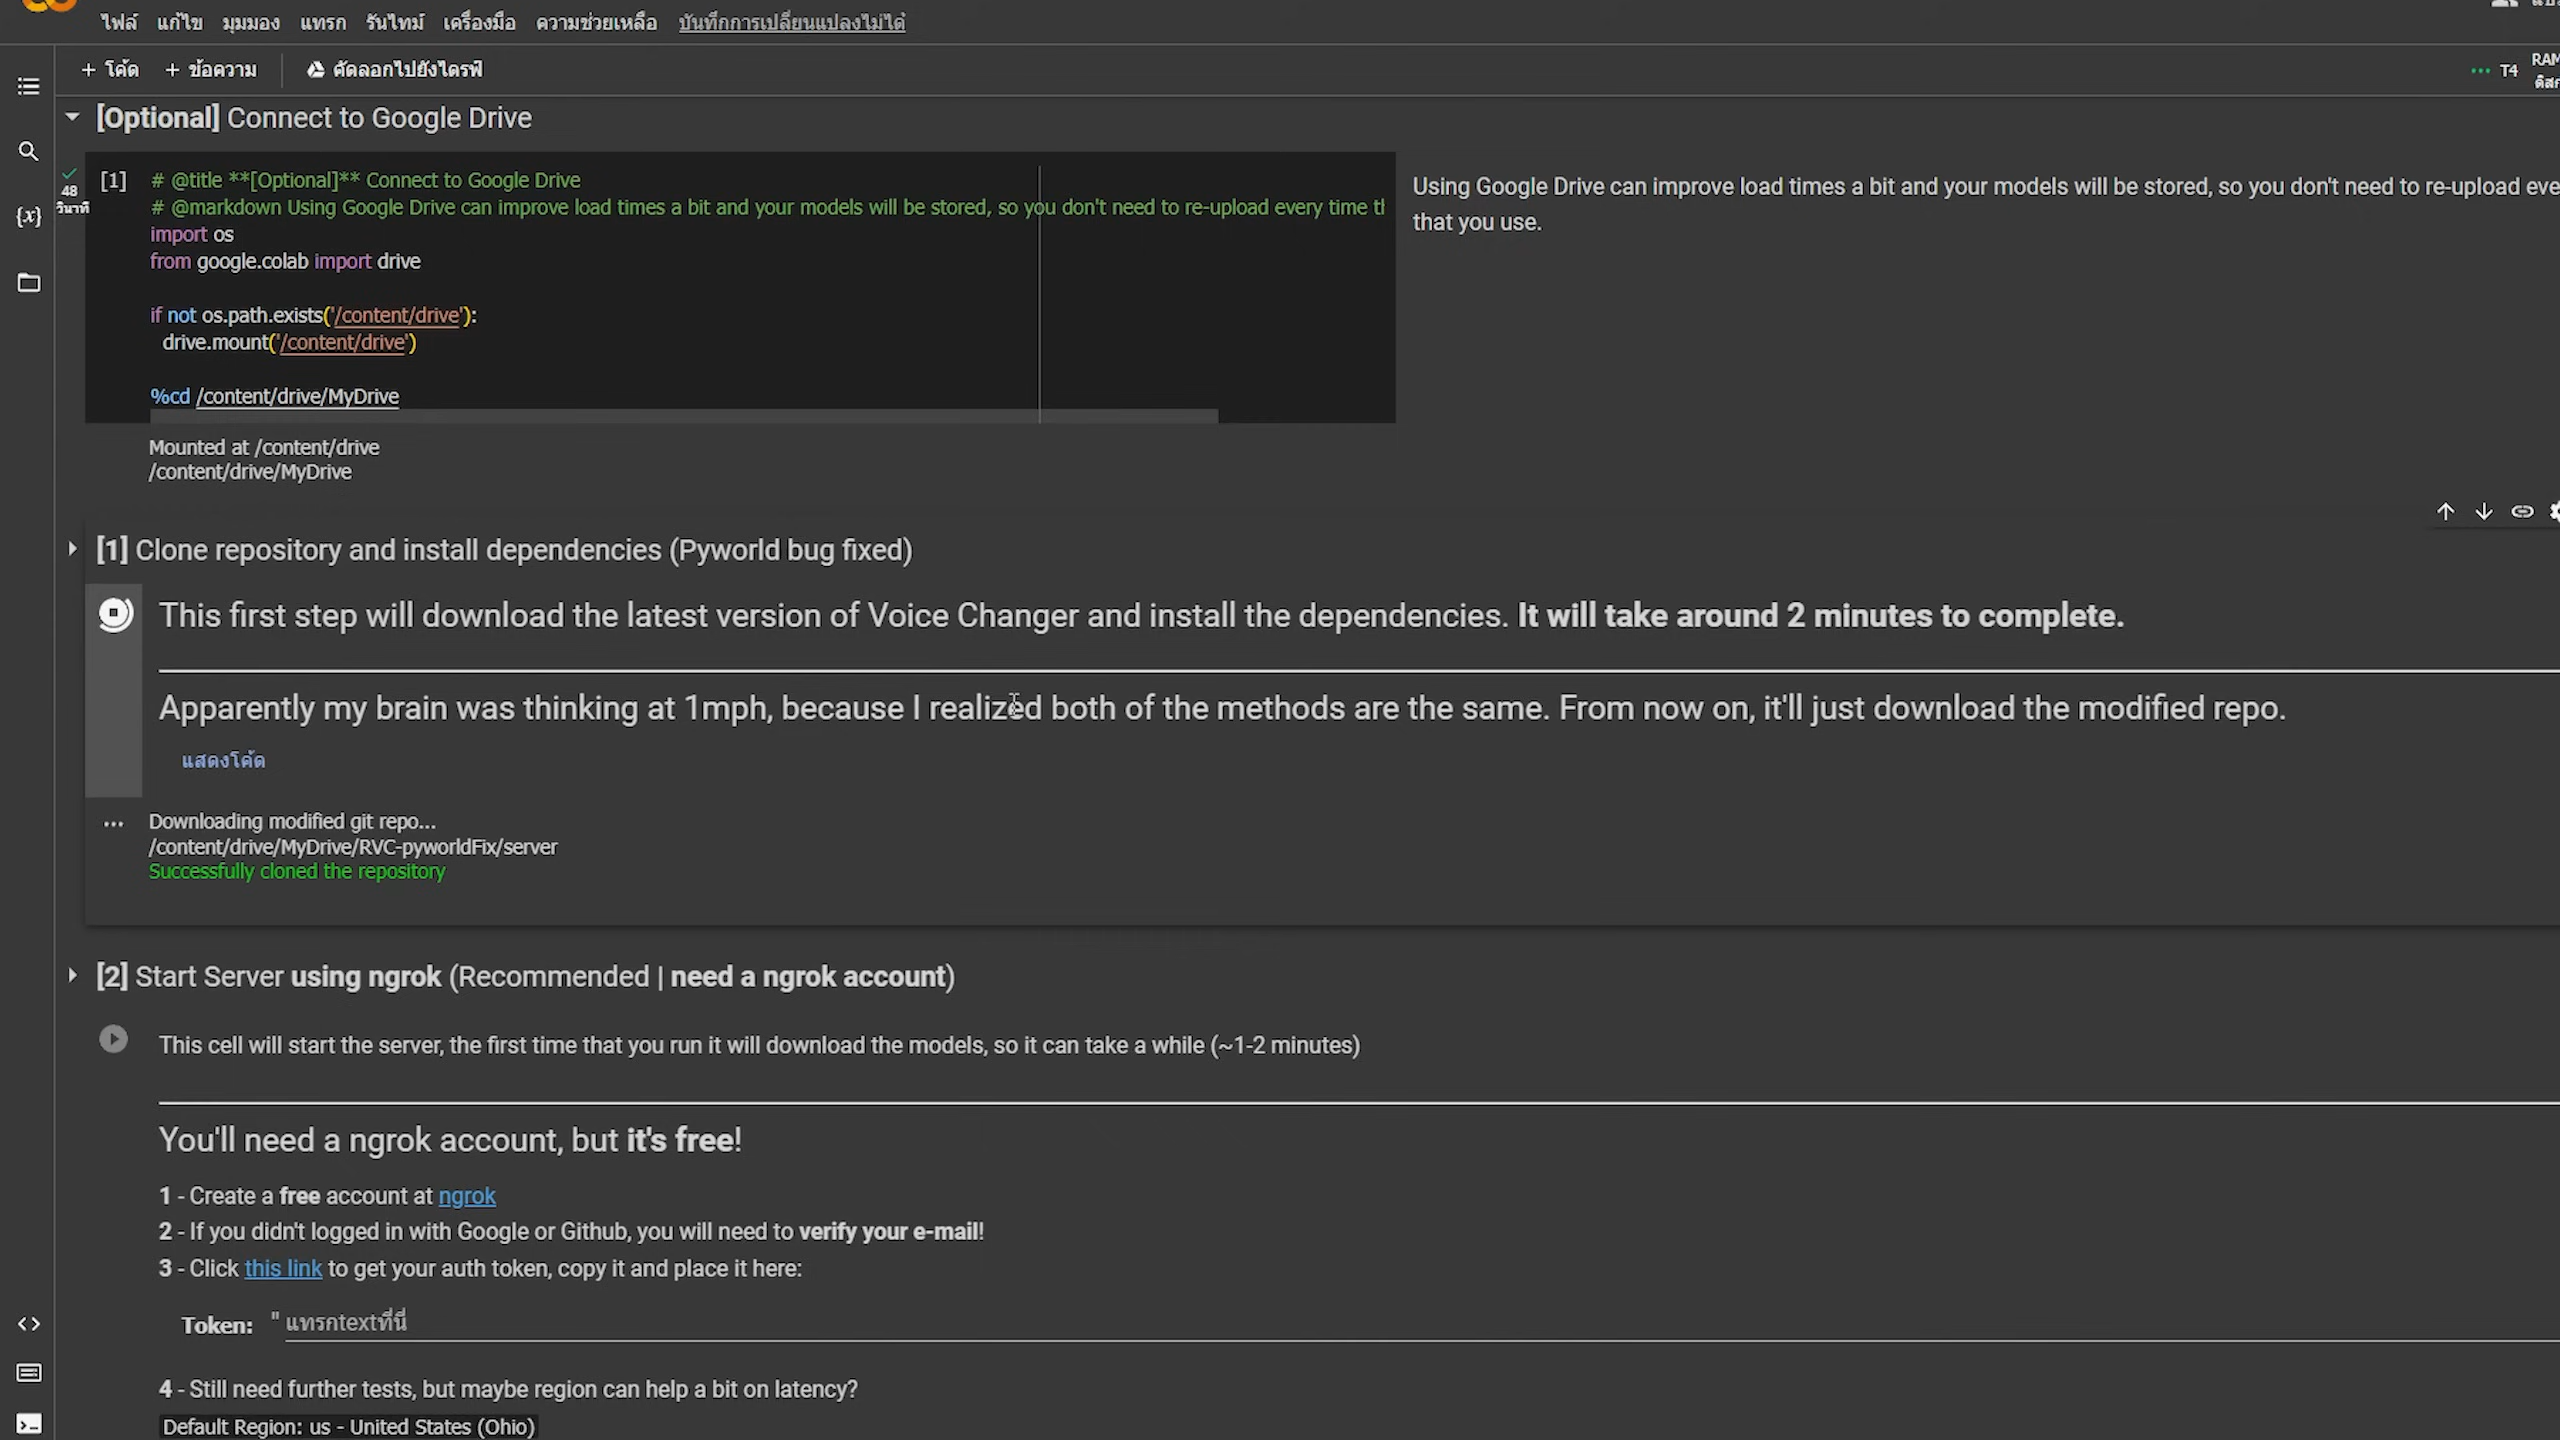 ไฟล์ แก้ไข มุมมอง แทรก รันไทม์ เครื่องมือ ความช่วยเหลือ บันทึกการเปลี่ยนแปลงไม่ได้
+ โค้ด + ข้อความ คัดลอกไปยังไดรฟ์
T4 RAM
[Optional] Connect to Google Drive
48
วินาที
[1]
# @title **[Optional]** Connect to Google Drive
# @markdown Using Google Drive can improve load times a bit and your models will be stored, so you don't need to re-upload every time tl
import os
from google.colab import drive
if not os.path.exists('/content/drive'):
drive.mount('/content/drive')
%cd /content/drive/MyDrive
Using Google Drive can improve load times a bit and your models will be stored, so you don't need to re-upload eve
that you use.
Mounted at /content/drive
/content/drive/MyDrive
[1] Clone repository and install dependencies (Pyworld bug fixed)
This first step will download the latest version of Voice Changer and install the dependencies. It will take around 2 minutes to complete.
Apparently my brain was thinking at 1mph, because I realized both of the methods are the same. From now on, it'll just download the modified repo.
แสดงโค้ด
Downloading modified git repo...
/content/drive/MyDrive/RVC-pyworldFix/server
Successfully cloned the repository
[2] Start Server using ngrok (Recommended | need a ngrok account)
This cell will start the server, the first time that you run it will download the models, so it can take a while (~1-2 minutes)
You'll need a ngrok account, but it's free!
1 - Create a free account at ngrok
2 - If you didn't logged in with Google or Github, you will need to verify your e-mail!
3 - Click this link to get your auth token, copy it and place it here:
Token: " แทรกtextที่นี่
4 - Still need further tests, but maybe region can help a bit on latency?
Default Region: us - United States (Ohio)